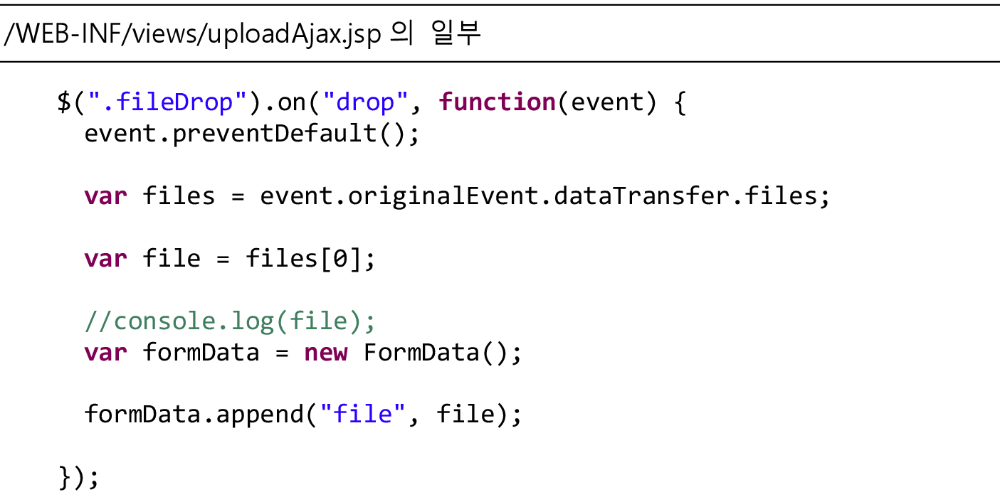 /WEB-INF/views/uploadAjax.jsp 의 일부
$(".fileDrop").on("drop", function(event) {
event.preventDefault();
var files = event.originalEvent.dataTransfer.files;
var file = files[0];
//console.log(file);
var formData = new FormData();
formData.append("file", file);
});